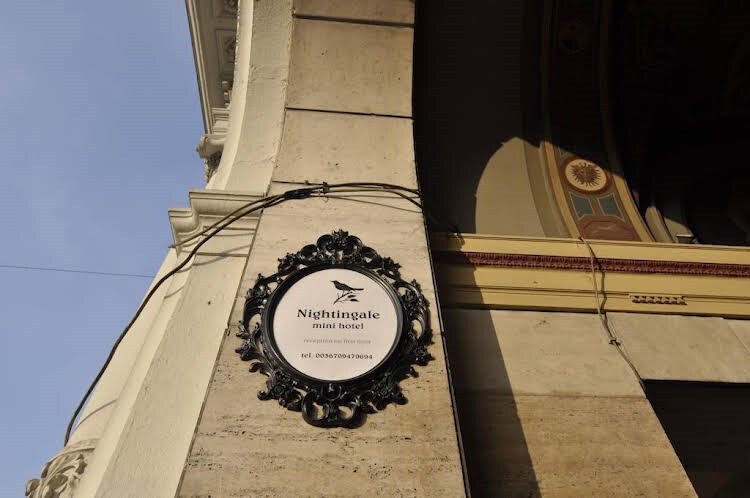 Nightingale
mini hotel
reception on first floor
tel. 0036709479694